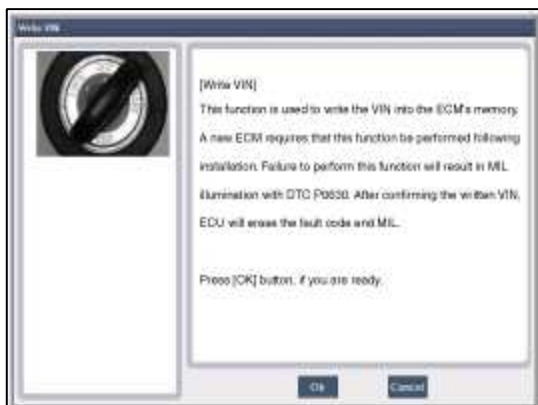 Write VIN
[Write VIN]
This function is used to write the VIN into the ECM's memory.
A new ECM requires that this function be performed following
installation. Failure to perform this function will result in MIL
illumination with DTC P0630. After confirming the written VIN,
ECU will erase the fault code and MIL.
Press [OK] button, if you are ready.
Ok
Cancel